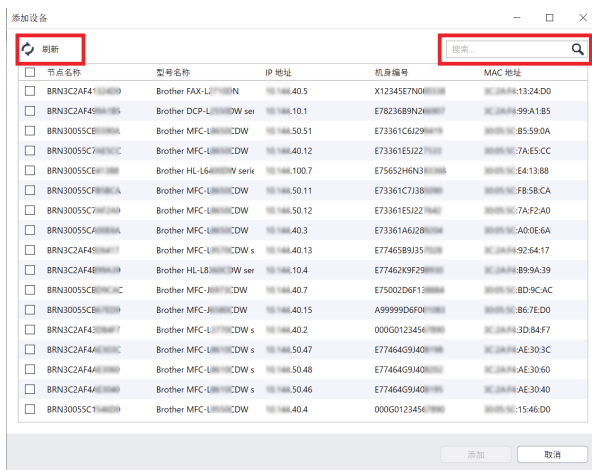 添加设备
刷新
搜索...
节点名称 型号名称 IP 地址 机身编号 MAC 地址
BRN3C2AF41 Brother FAX-L2 N .40.5 X12345E7N0 :13:24:D0
BRN3C2AF49 Brother DCP-L2 DW ser .10.1 E78236B9N2 :99:A1:B5
BRN30055CB Brother MFC-L CDW .50.51 E73361C6J29 :B5:59:0A
BRN30055C7 Brother MFC-L CDW .40.12 E73361E5J22 :7A:E5:CC
BRN30055CE Brother HL-L6 DW serie .100.7 E75652H6N3 :E4:13:88
BRN30055CF Brother MFC-L CDW .50.11 E73361C7J38 :FB:5B:CA
BRN30055C7 Brother MFC-L CDW .50.12 E73361E5J22 :7A:F2:A0
BRN30055CA Brother MFC-L CDW .40.3 E73361A6J28 :A0:0E:6A
BRN3C2AF49 Brother MFC-L CDW s .40.13 E77465B9J35 :92:64:17
BRN3C2AF4B Brother HL-L8 DW ser .10.4 E77462K9F29 :B9:9A:39
BRN30055CB Brother MFC-J CDW .40.7 E75002D6F13 :BD:9C:AC
BRN30055CB Brother MFC-J CDW .40.15 A99999D6F0 :B6:7E:D0
BRN3C2AF43 Brother MFC-L CDW s .40.2 000G0123456 :3D:84:F7
BRN3C2AF4A Brother MFC-L CDW s .50.47 E77464G9J40 :AE:30:3C
BRN3C2AF4A Brother MFC-L CDW s .50.48 E77464G9J40 :AE:30:60
BRN3C2AF4A Brother MFC-L CDW s .50.46 E77464G9J40 :AE:30:40
BRN30055C1 Brother MFC-L CDW .40.4 000G0123456 :15:46:D0
添加 取消